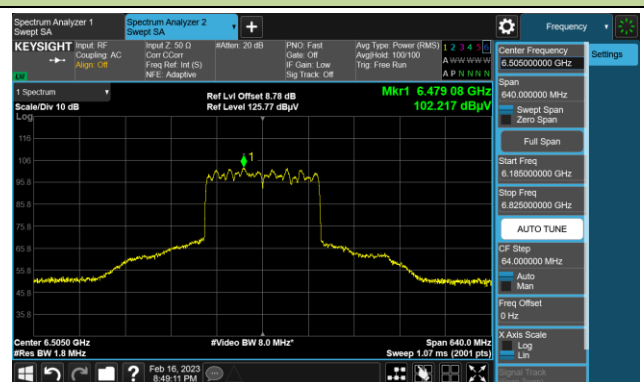 Spectrum Analyzer 1
Swept SA
Spectrum Analyzer 2
Swept SA
Frequency
KEYSIGHT
Input: RF
Coupling: AC
Align: Off
Input Z: 50 Ω
Corr CCorr
Freq Ref: Int (S)
NFE: Adaptive
#Atten: 20 dB
PNO: Fast
Gate: Off
IF Gain: Low
Sig Track: Off
Avg Type: Power (RMS)
Avg|Hold: 100/100
Trig: Free Run
1 2 3 4 5 6
A W W W W W
A P N N N N
1 Spectrum
Scale/Div 10 dB
Log
Ref Lvl Offset 8.78 dB
Ref Level 125.77 dBµV
Mkr1 6.479 08 GHz
102.217 dBµV
116
106
1
95.8
85.8
75.8
65.8
55.8
45.8
35.8
Center 6.5050 GHz
#Res BW 1.8 MHz
#Video BW 8.0 MHz*
Span 640.0 MHz
Sweep 1.07 ms (2001 pts)
Feb 16, 2023
8:49:11 PM
Center Frequency
6.505000000 GHz
Settings
Span
640.000000 MHz
Swept Span
Zero Span
Full Span
Start Freq
6.185000000 GHz
Stop Freq
6.825000000 GHz
AUTO TUNE
CF Step
64.000000 MHz
Auto
Man
Freq Offset
0 Hz
X Axis Scale
Log
Lin
Signal Track